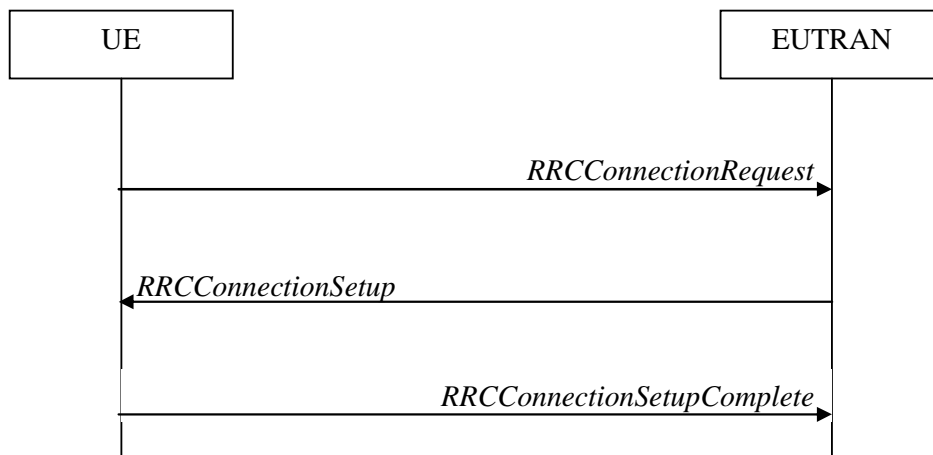 UE
EUTRAN
RRCConnectionRequest
RRCConnectionSetup
RRCConnectionSetupComplete